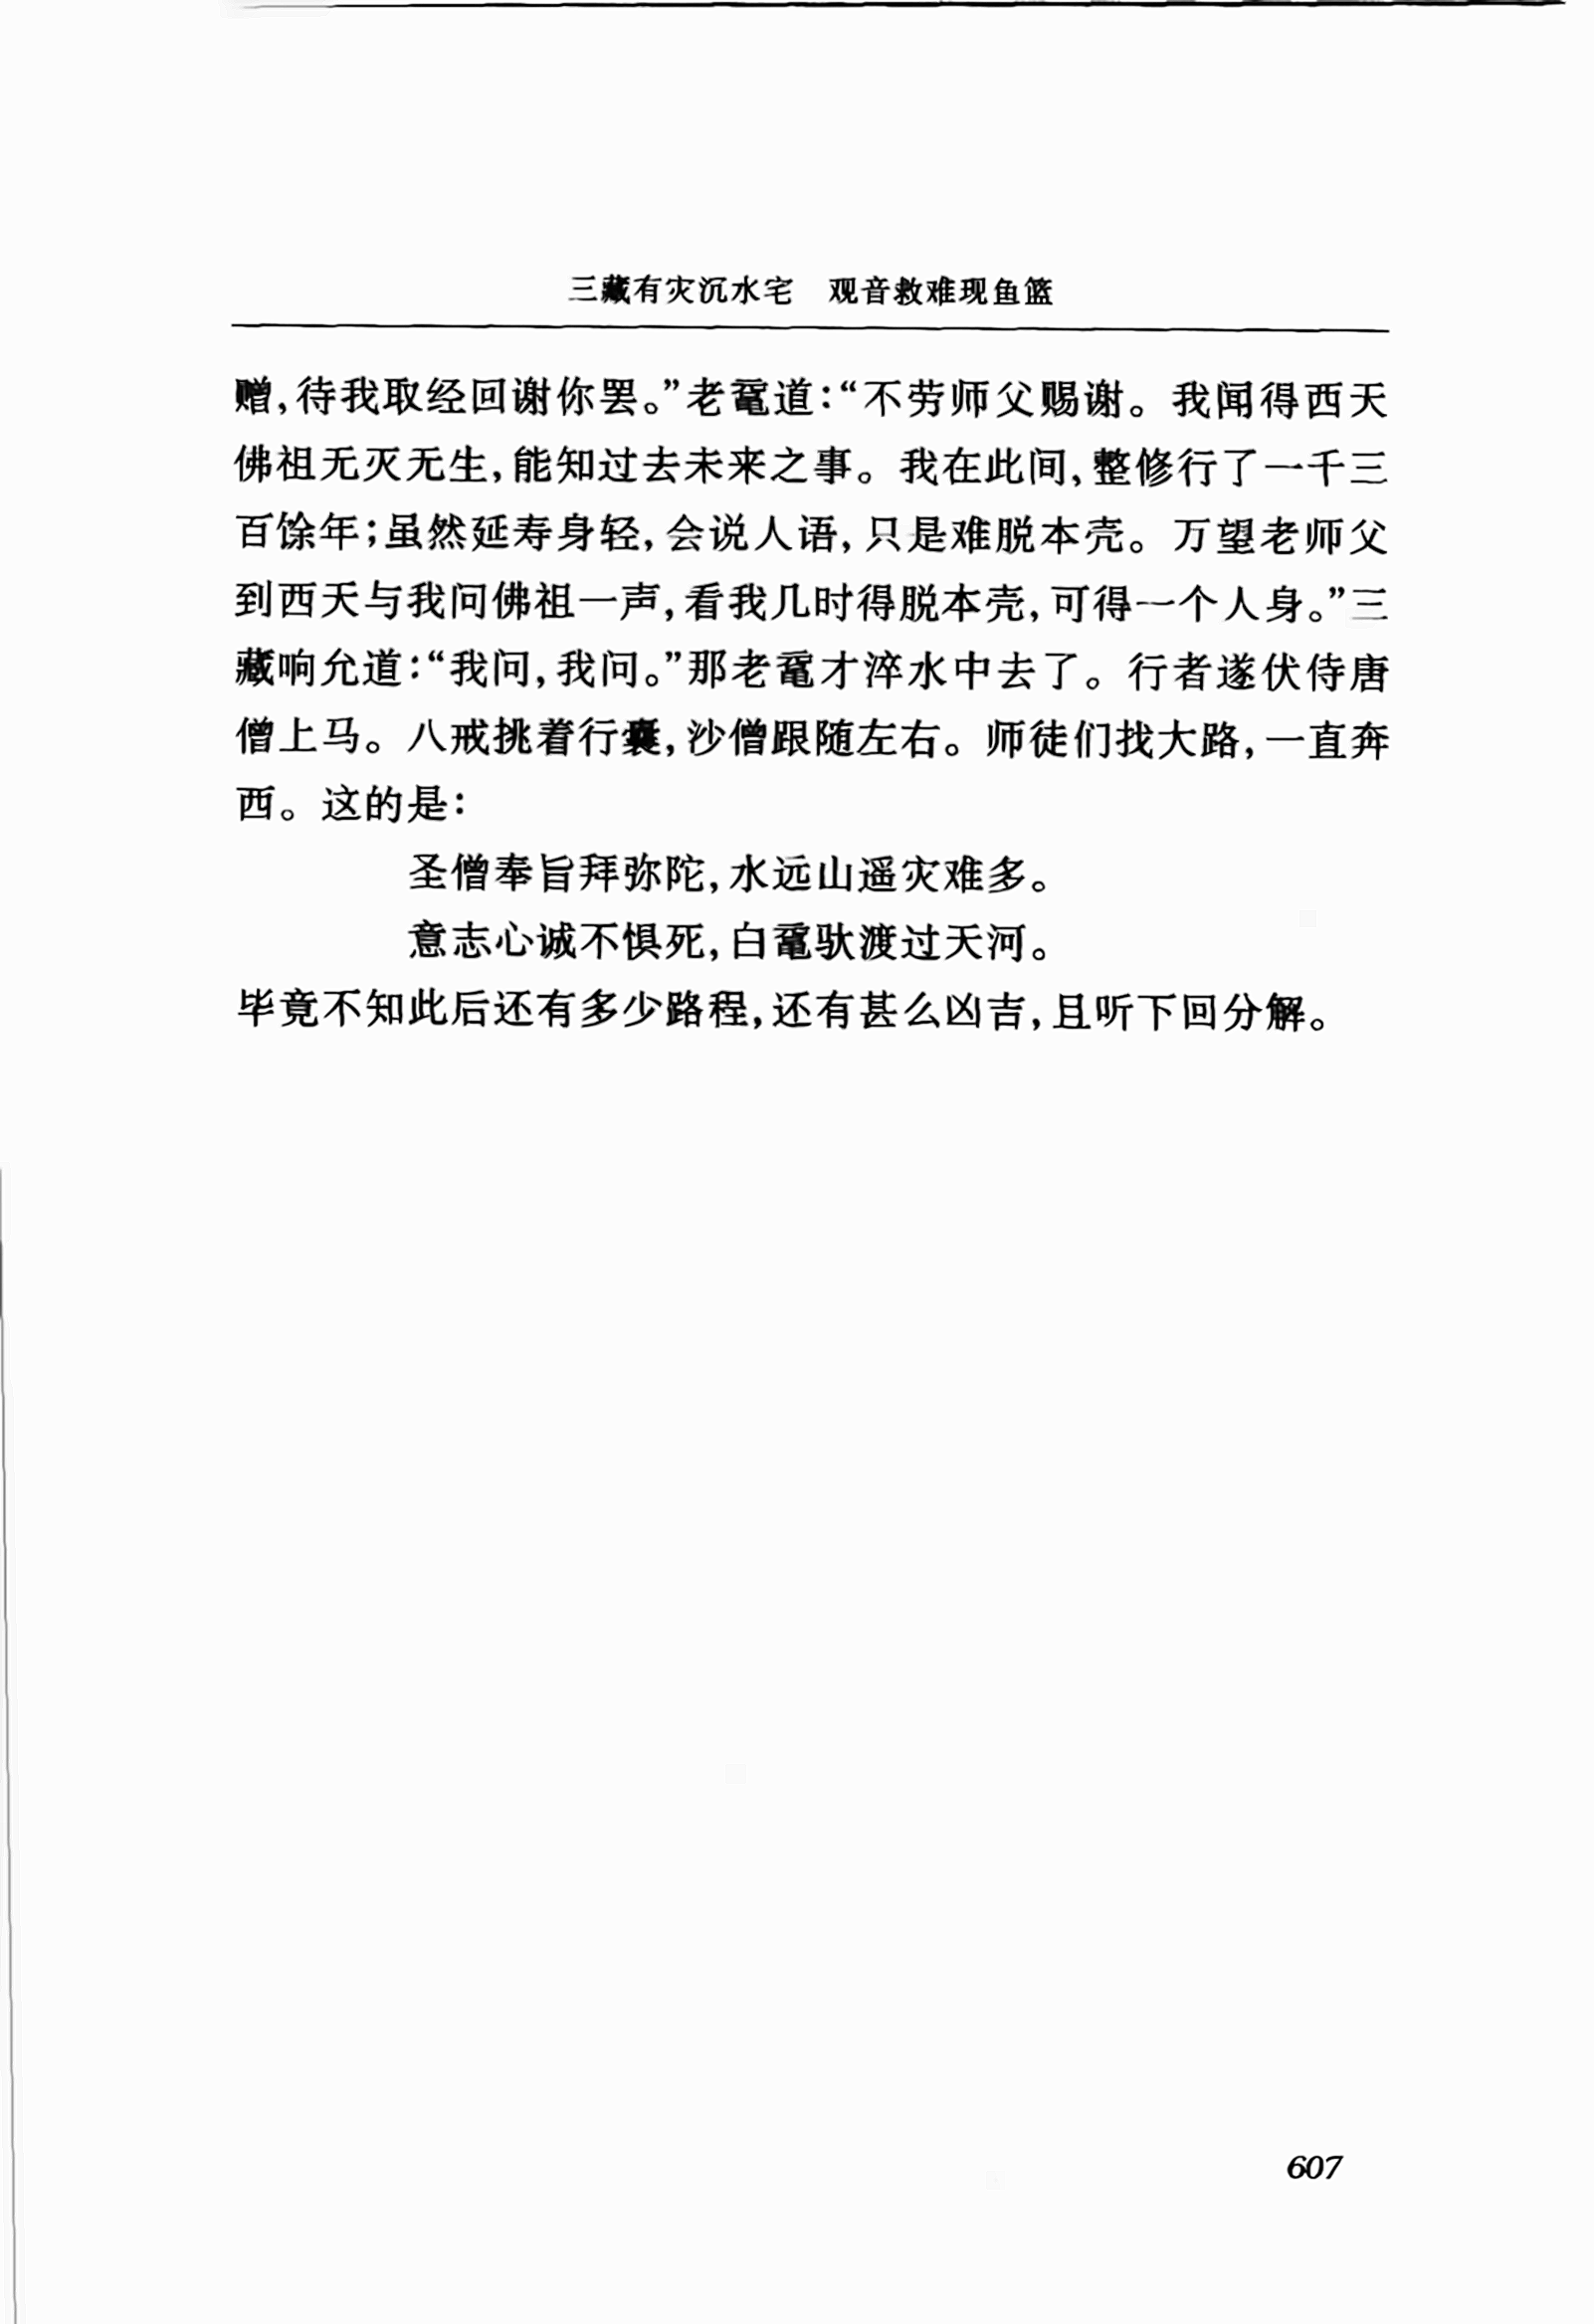 三藏有灾沉水宅　观音救难现鱼篮
赠,待我取经回谢你罢。”老鼋道:“不劳师父赐谢。我闻得西天
佛祖无灭无生,能知过去未来之事。我在此间,整修行了一千三
百馀年;虽然延寿身轻,会说人语,只是难脱本壳。万望老师父
到西天与我问佛祖一声,看我几时得脱本壳,可得一个人身。”三
藏响允道:“我问,我问。”那老鼋才淬水中去了。行者遂伏侍唐
僧上马。八戒挑着行囊,沙僧跟随左右。师徒们找大路,一直奔
西。这的是:
圣僧奉旨拜弥陀,水远山遥灾难多。
意志心诚不惧死,白鼋驮渡过天河。
毕竟不知此后还有多少路程,还有甚么凶吉,且听下回分解。
607